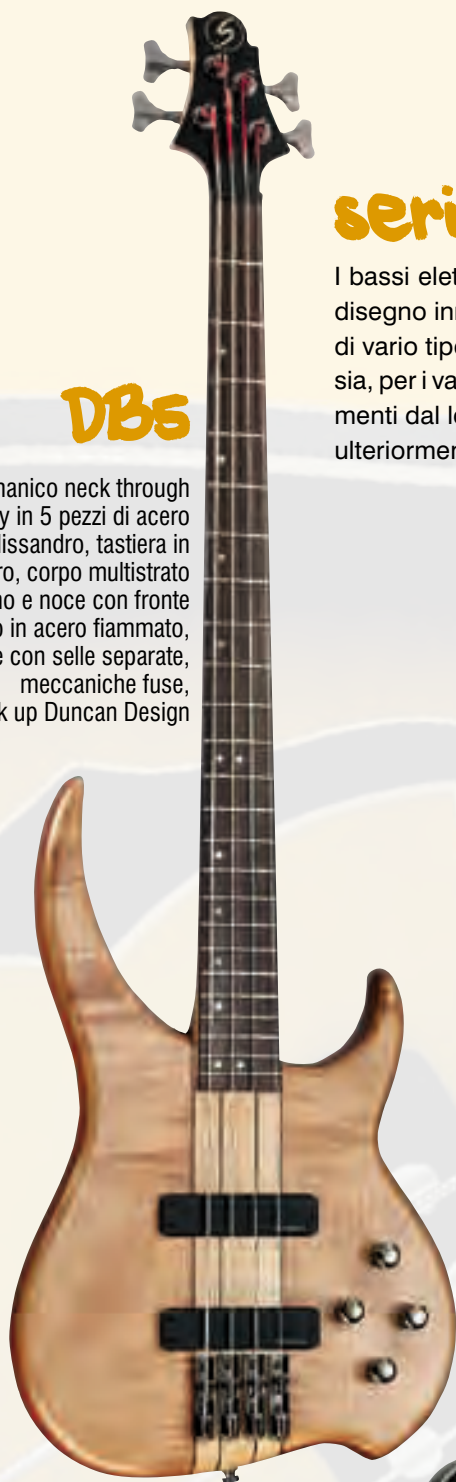 seri
I bassi elet
disegno in
di vario tip
sia, per i va
menti dal l
ulteriormen
DB5
manico neck through
y in 5 pezzi di acero
lissandro, tastiera in
ro, corpo multistrato
no e noce con fronte
o in acero fiammato,
e con selle separate,
meccaniche fuse,
k up Duncan Design
S